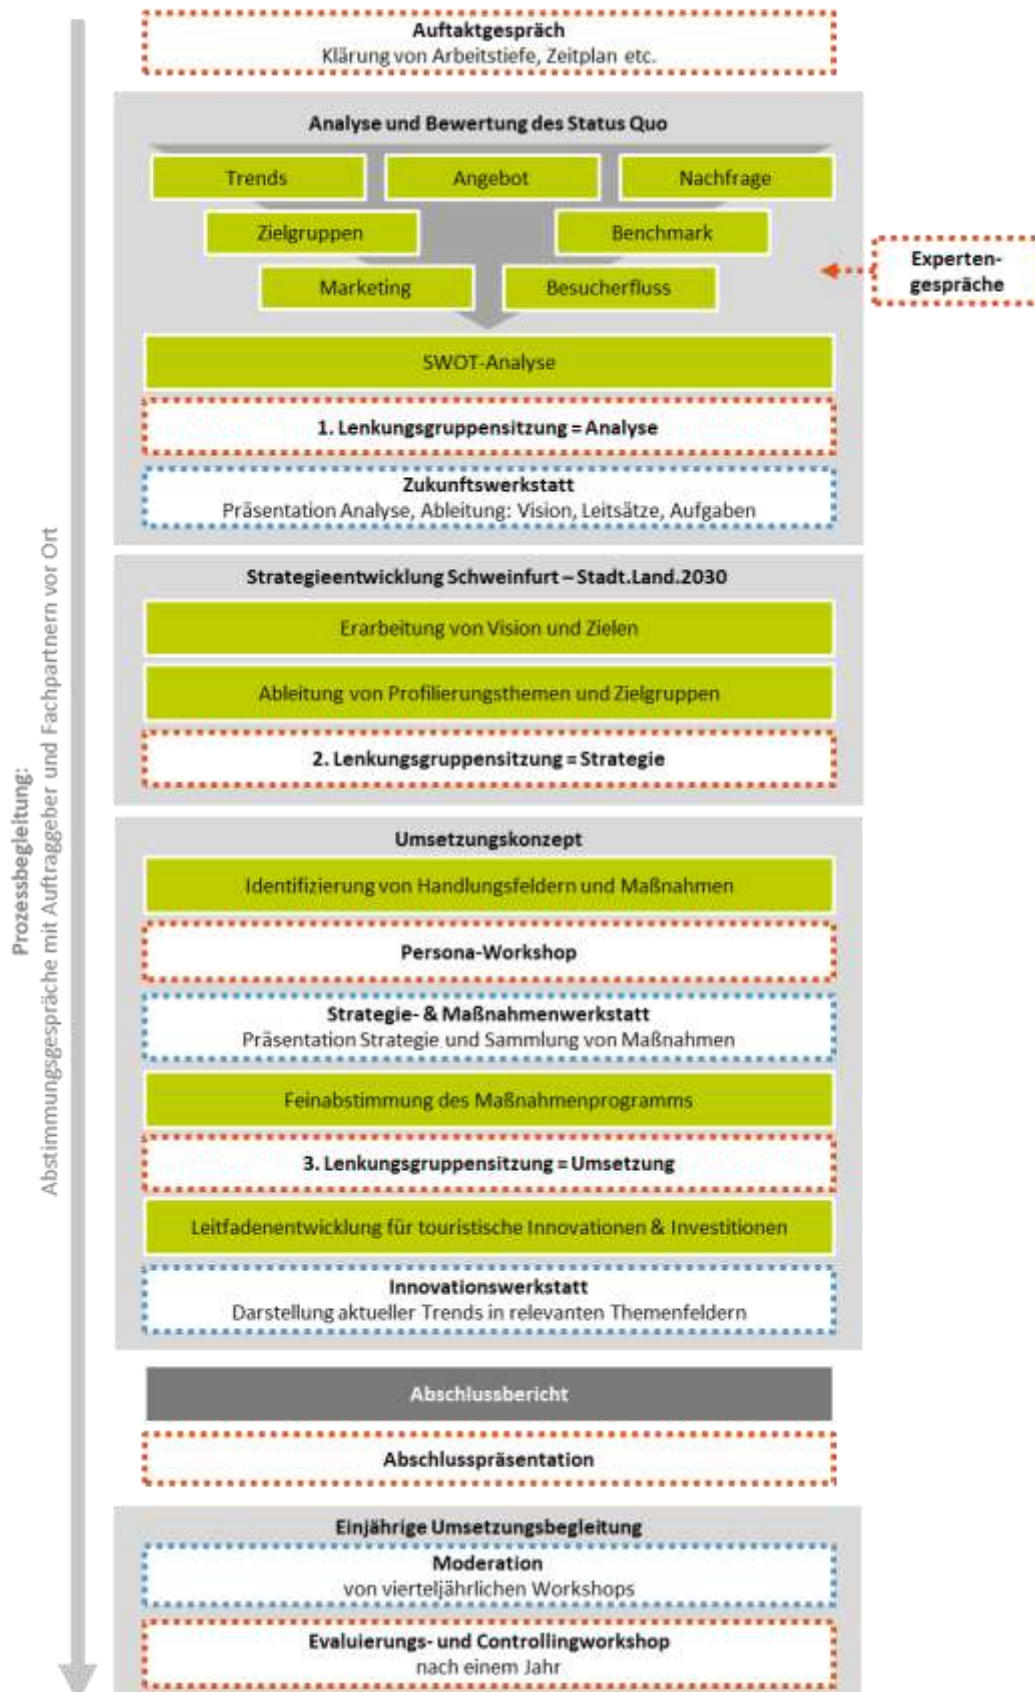 Auftaktgespräch
Klärung von Arbeitstiefe, Zeitplan etc.
Analyse und Bewertung des Status Quo
Trends
Angebot
Nachfrage
Zielgruppen
Benchmark
Marketing
Besucherfluss
Experten-
gespräche
SWOT-Analyse
1. Lenkungsgruppensitzung = Analyse
Zukunftswerkstatt
Präsentation Analyse, Ableitung: Vision, Leitsätze, Aufgaben
Strategieentwicklung Schweinfurt – Stadt.Land.2030
Erarbeitung von Vision und Zielen
Ableitung von Profilierungsthemen und Zielgruppen
2. Lenkungsgruppensitzung = Strategie
Umsetzungskonzept
Identifizierung von Handlungsfeldern und Maßnahmen
Persona-Workshop
Strategie- & Maßnahmenwerkstatt
Präsentation Strategie und Sammlung von Maßnahmen
Feinabstimmung des Maßnahmenprogramms
3. Lenkungsgruppensitzung = Umsetzung
Leitfadenentwicklung für touristische Innovationen & Investitionen
Innovationswerkstatt
Darstellung aktueller Trends in relevanten Themenfeldern
Abschlussbericht
Abschlusspräsentation
Einjährige Umsetzungsbegleitung
Moderation
von vierteljährlichen Workshops
Evaluierungs- und Controllingworkshop
nach einem Jahr
Prozessbegleitung:
Abstimmungsgespräche mit Auftraggeber und Fachpartnern vor Ort